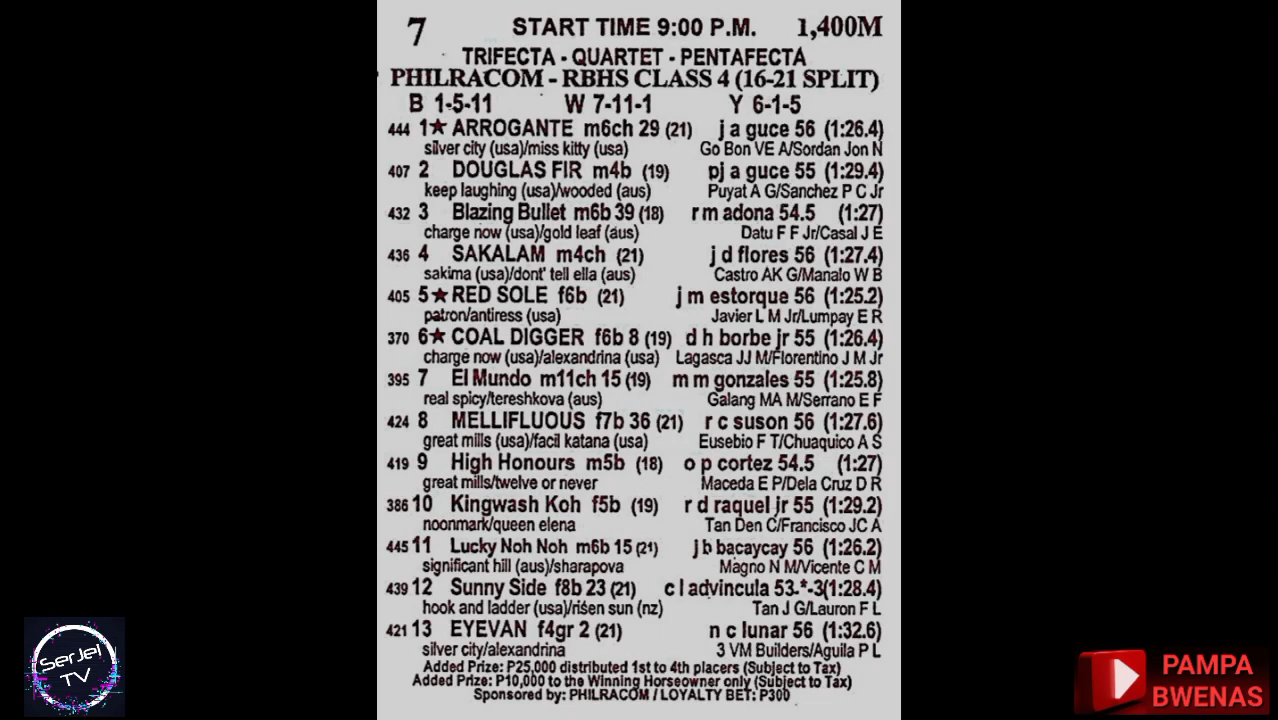 7 START TIME 9:00 P.M. 1,400M
TRIFECTA - QUARTET - PENTAFECTA
PHILRACOM - RBHS CLASS 4 (16-21 SPLIT)
B 1-5-11 W 7-11-1 Y 6-1-5
444 1★ ARROGANTE m6ch 29 (21) j a guce 56 (1:26.4)
silver city (usa)/miss kitty (usa) Go Bon VE A/Sordan Jon N
407 2 DOUGLAS FIR m4b (19) pj a guce 55 (1:29.4)
keep laughing (usa)/wooded (aus) Puyat A G/Sanchez P C Jr
432 3 Blazing Bullet m6b 39 (18) r m adona 54.5 (1:27)
charge now (usa)/gold leaf (aus) Datu F F Jr/Casal J E
436 4 SAKALAM m4ch (21) j d flores 56 (1:27.4)
sakima (usa)/dont' tell ella (aus) Castro AK G/Manalo W B
405 5★ RED SOLE f6b (21) j m estorque 56 (1:25.2)
patron/antiress (usa) Javier L M Jr/Lumpay E R
370 6★ COAL DIGGER f6b 8 (19) d h borbe jr 55 (1:26.4)
charge now (usa)/alexandrina (usa) Lagasca JJ M/Florentino J M Jr
395 7 El Mundo m11ch 15 (19) m m gonzales 55 (1:25.8)
real spicy/tereshkova (aus) Galang MA M/Serrano E F
424 8 MELLIFLUOUS f7b 36 (21) r c suson 56 (1:27.6)
great mills (usa)/facil katana (usa) Eusebio F T/Chuaquico A S
419 9 High Honours m5b (18) o p cortez 54.5 (1:27)
great mills/twelve or never Maceda E P/Dela Cruz D R
386 10 Kingwash Koh f5b (19) r d raquel jr 55 (1:29.2)
noonmark/queen elena Tan Den C/Francisco JC A
445 11 Lucky Noh Noh m6b 15 (21) j b bacaycay 56 (1:26.2)
significant hill (aus)/sharapova Magno N M/Vicente C M
439 12 Sunny Side f8b 23 (21) c l advincula 53.*-3(1:28.4)
hook and ladder (usa)/risen sun (nz) Tan J G/Lauron F L
421 13 EYEVAN f4gr 2 (21) n c lunar 56 (1:32.6)
silver city/alexandrina 3 VM Builders/Aguila P L
Added Prize: P25,000 distributed 1st to 4th placers (Subject to Tax)
Added Prize: P10,000 to the Winning Horseowner only (Subject to Tax)
Sponsored by: PHILRACOM / LOYALTY BET: P300
SerJel
TV
PAMPA
BWENAS